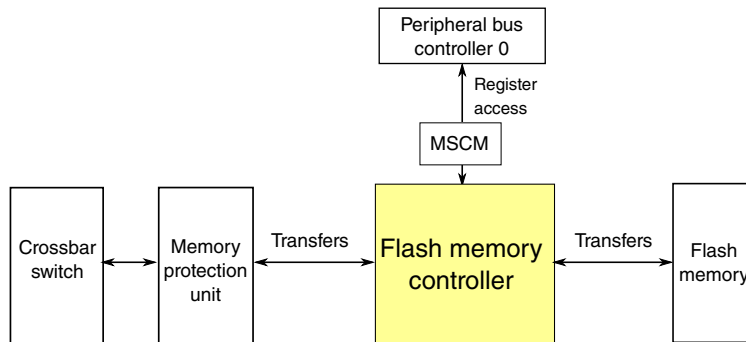 Peripheral bus
controller 0
Register
access
MSCM
Crossbar
switch
Memory
protection
unit
Transfers
Flash memory
controller
Transfers
Flash
memory